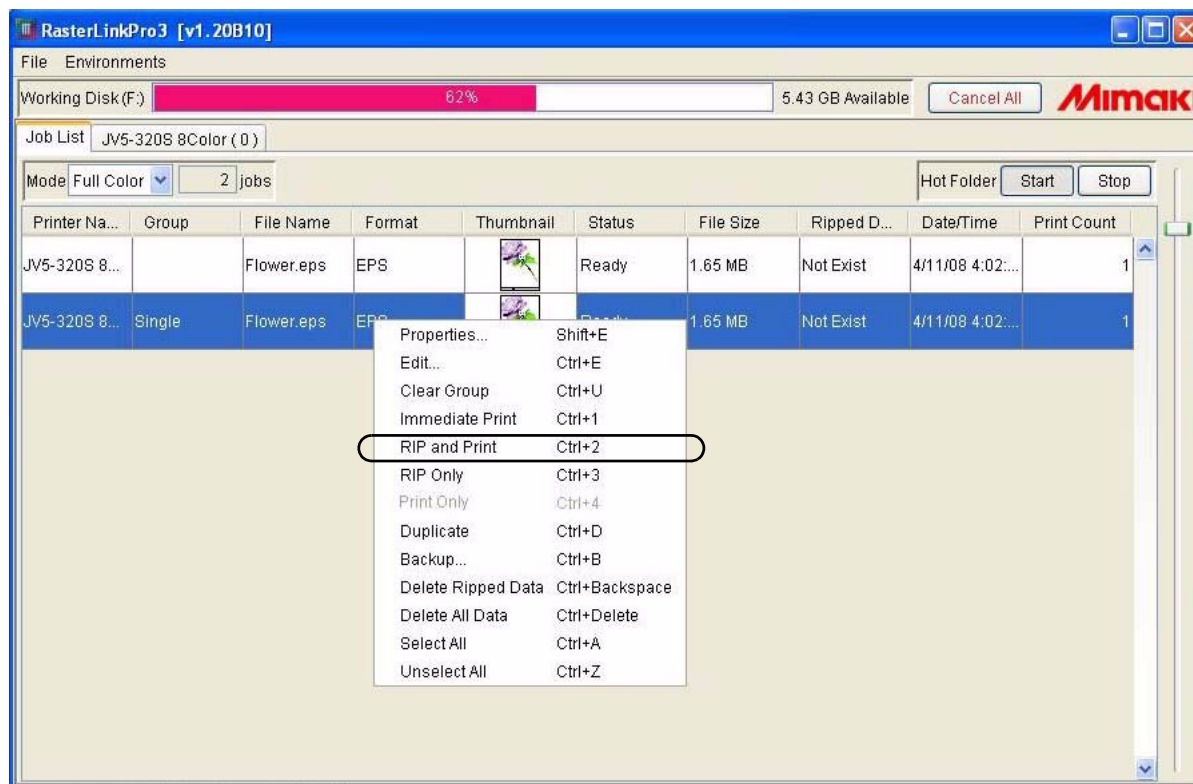 RasterLinkPro3 [v1.20B10]
File Environments
Working Disk(F:) 62% 5.43 GB Available Cancel All Mimak
Job List JV5-320S 8Color ( 0 )
Mode Full Color 2 jobs Hot Folder Start Stop
Printer Na... Group File Name Format Thumbnail Status File Size Ripped D... Date/Time Print Count
JV5-320S 8... Flower.eps EPS Ready 1.65 MB Not Exist 4/11/08 4:02:... 1
JV5-320S 8... Single Flower.eps EPS 1.65 MB Not Exist 4/11/08 4:02:... 1
Properties... Shift+E
Edit... Ctrl+E
Clear Group Ctrl+U
Immediate Print Ctrl+1
RIP and Print Ctrl+2
RIP Only Ctrl+3
Print Only Ctrl+4
Duplicate Ctrl+D
Backup... Ctrl+B
Delete Ripped Data Ctrl+Backspace
Delete All Data Ctrl+Delete
Select All Ctrl+A
Unselect All Ctrl+Z